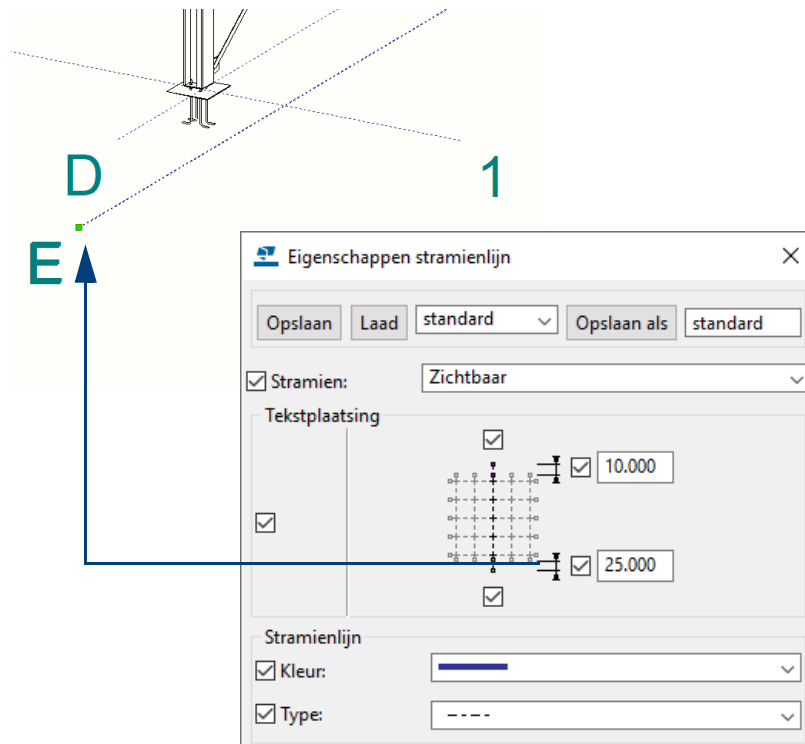 D
1
E
Eigenschappen stramienlijn
Opslaan Laad standard Opslaan als standard
Stramien: Zichtbaar
Tekstplaatsing
10.000
25.000
Stramienlijn
Kleur:
Type: